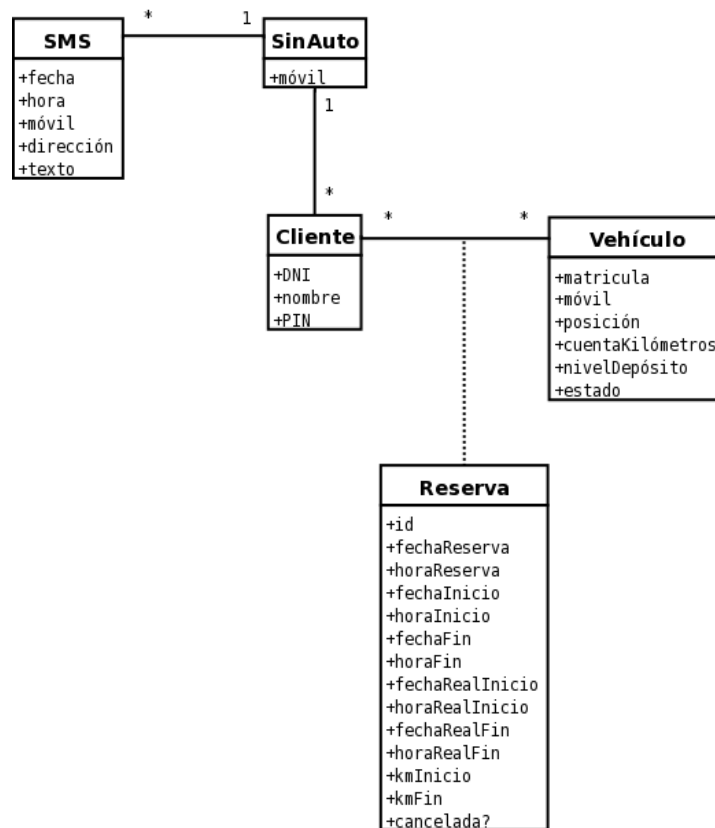 * 1
SMS
+fecha
+hora
+móvil
+dirección
+texto
SinAuto
+móvil
1
*
Cliente
+DNI
+nombre
+PIN
* *
Vehículo
+matricula
+móvil
+posición
+cuentaKilómetros
+nivelDepósito
+estado
Reserva
+id
+fechaReserva
+horaReserva
+fechaInicio
+horaInicio
+fechaFin
+horaFin
+fechaRealInicio
+horaRealInicio
+fechaRealFin
+horaRealFin
+kmInicio
+kmFin
+cancelada?